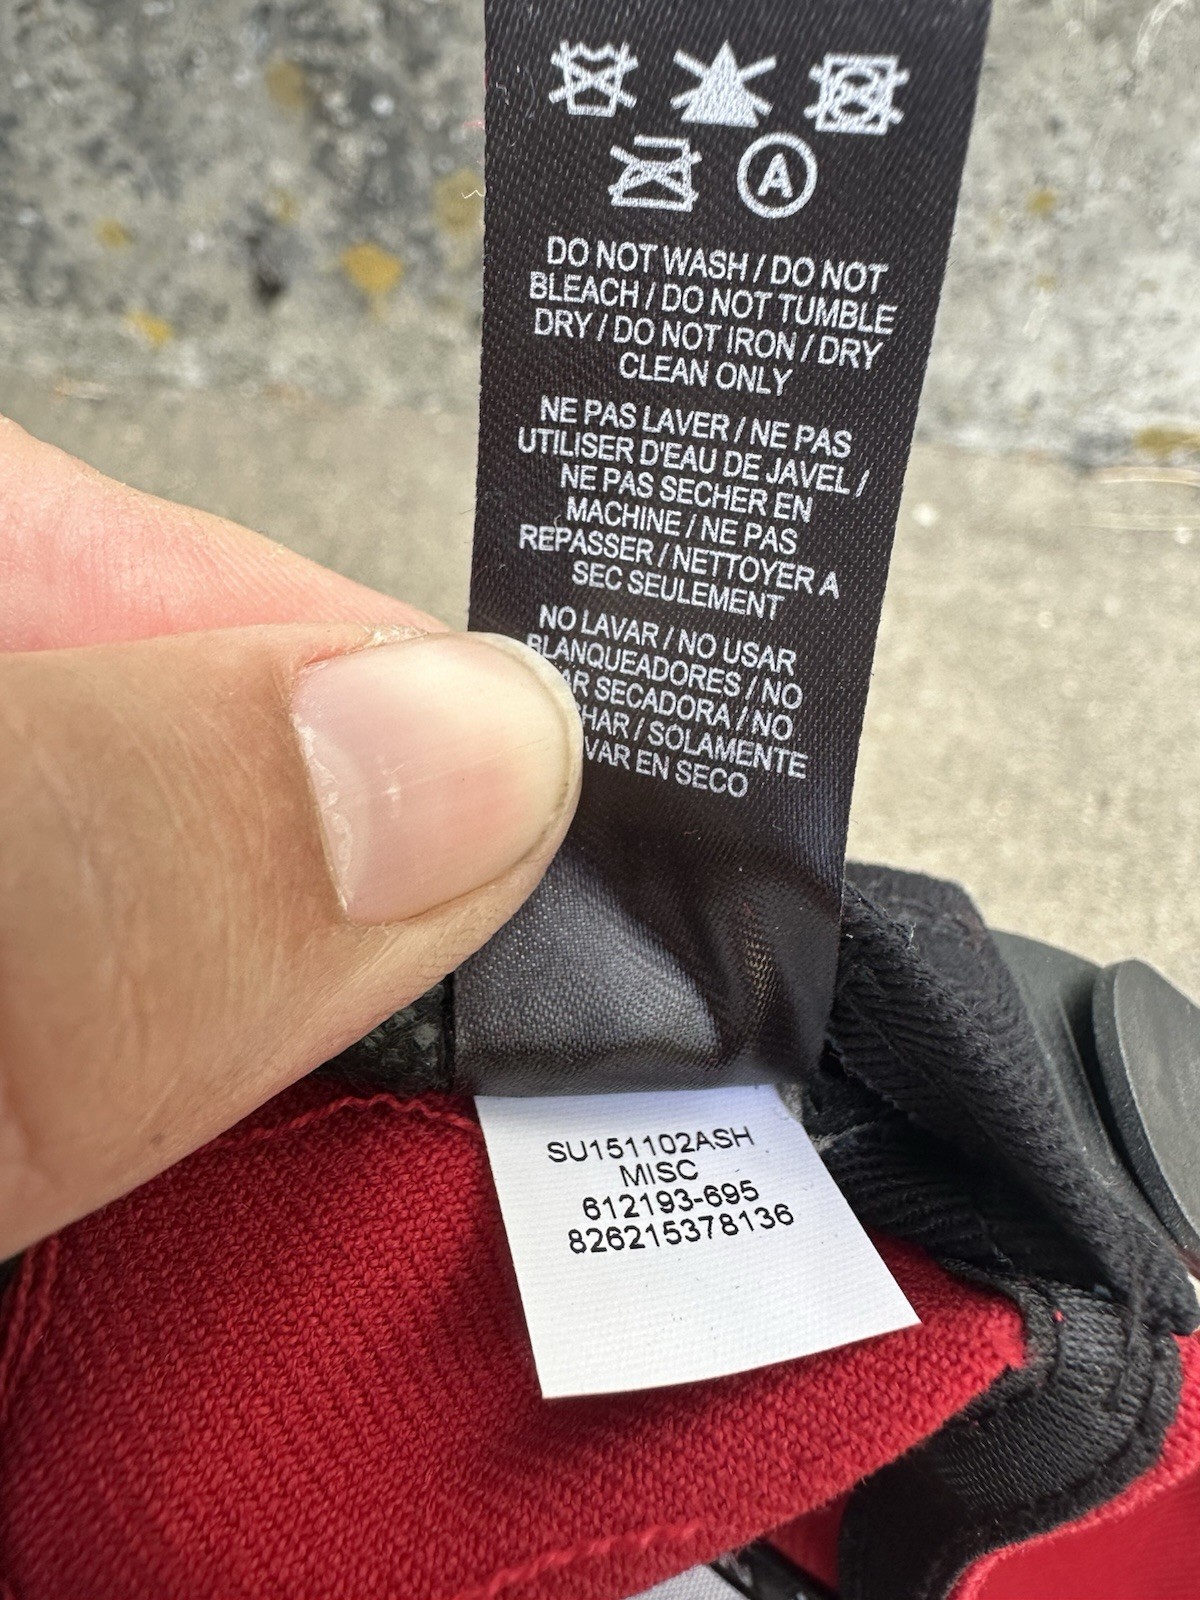 A
DO NOT WASH / DO NOT
BLEACH / DO NOT TUMBLE
DRY / DO NOT IRON / DRY
CLEAN ONLY
NE PAS LAVER / NE PAS
UTILISER D'EAU DE JAVEL /
NE PAS SECHER EN
MACHINE / NE PAS
REPASSER / NETTOYER A
SEC SEULEMENT
NO LAVAR / NO USAR
BLANQUEADORES / NO
SECADORA / NO
/ SOLAMENTE
EN SECO
SU151102ASH
MISC
612193-695
826215378136